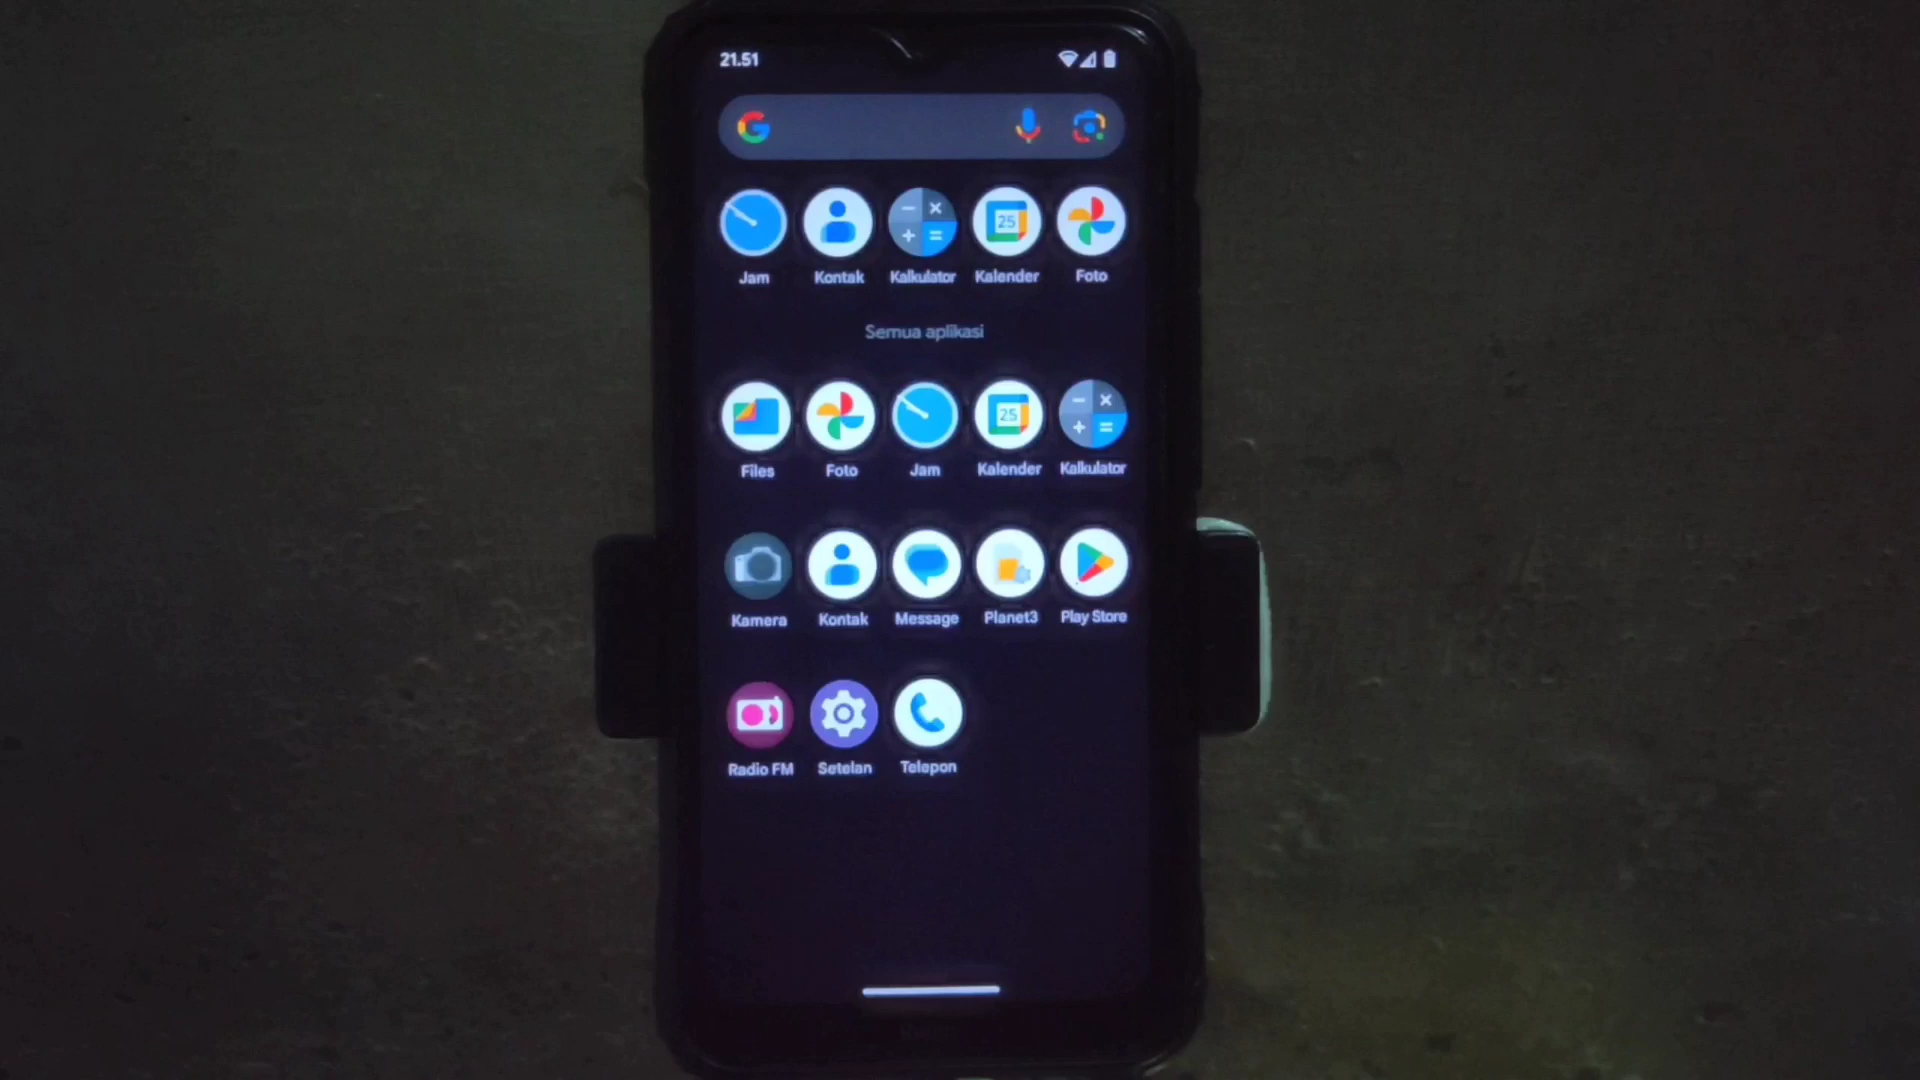 21.51
Jam Kontak Kalkulator Kalender Foto
Semua aplikasi
Files Foto Jam Kalender Kalkulator
Kamera Kontak Message Planet3 Play Store
Radio FM Setelan Telepon